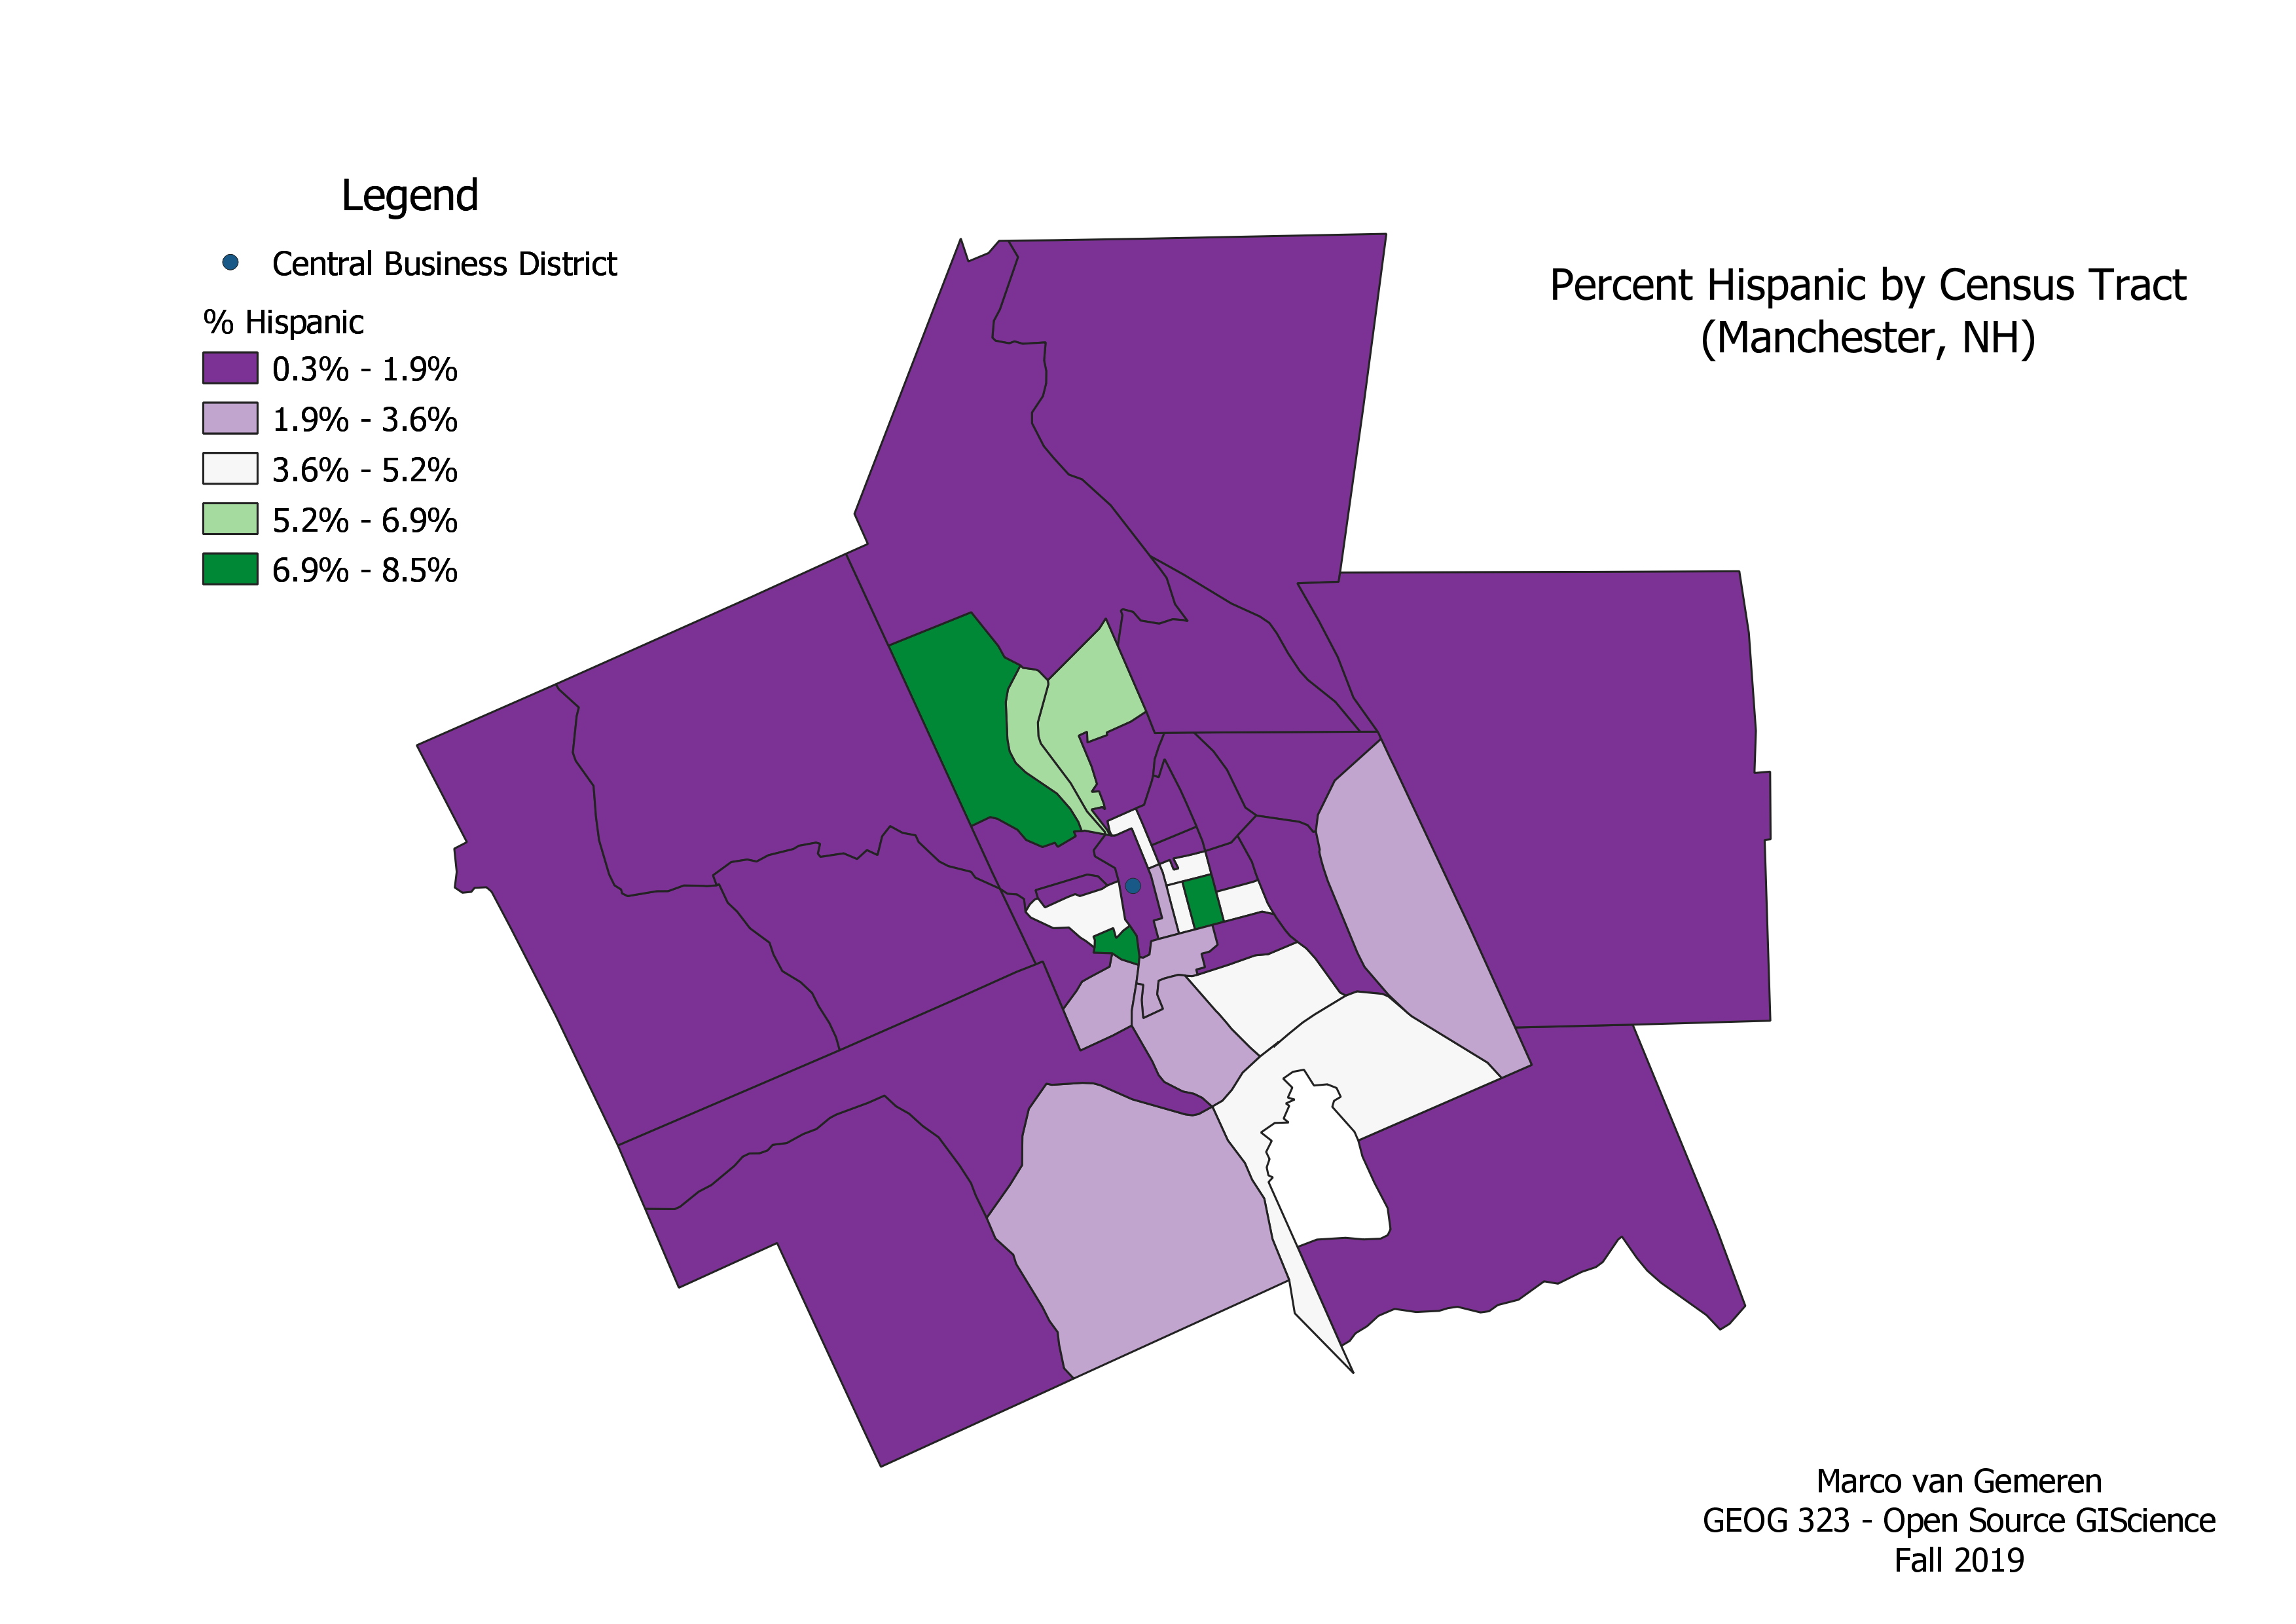 Legend
Central Business District
% Hispanic
0.3% - 1.9%
1.9% - 3.6%
3.6% - 5.2%
5.2% - 6.9%
6.9% - 8.5%
Percent Hispanic by Census Tract
(Manchester, NH)
Marco van Gemeren
GEOG 323 - Open Source GIScience
Fall 2019